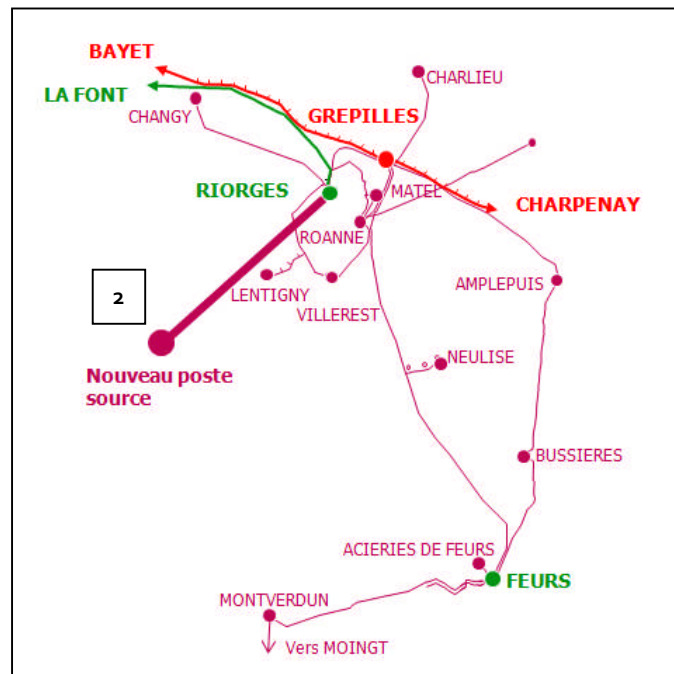 BAYET
CHARLIEU
LA FONT
CHANGY
GREPILLES
RIORGES
MATEL
CHARPENAY
ROANNE
LENTIGNY
AMPLEPUIS
2
VILLEREST
Nouveau poste
source
NEULISE
BUSSIERES
ACIERIES DE FEURS
FEURS
MONTVERDUN
Vers MOINGT